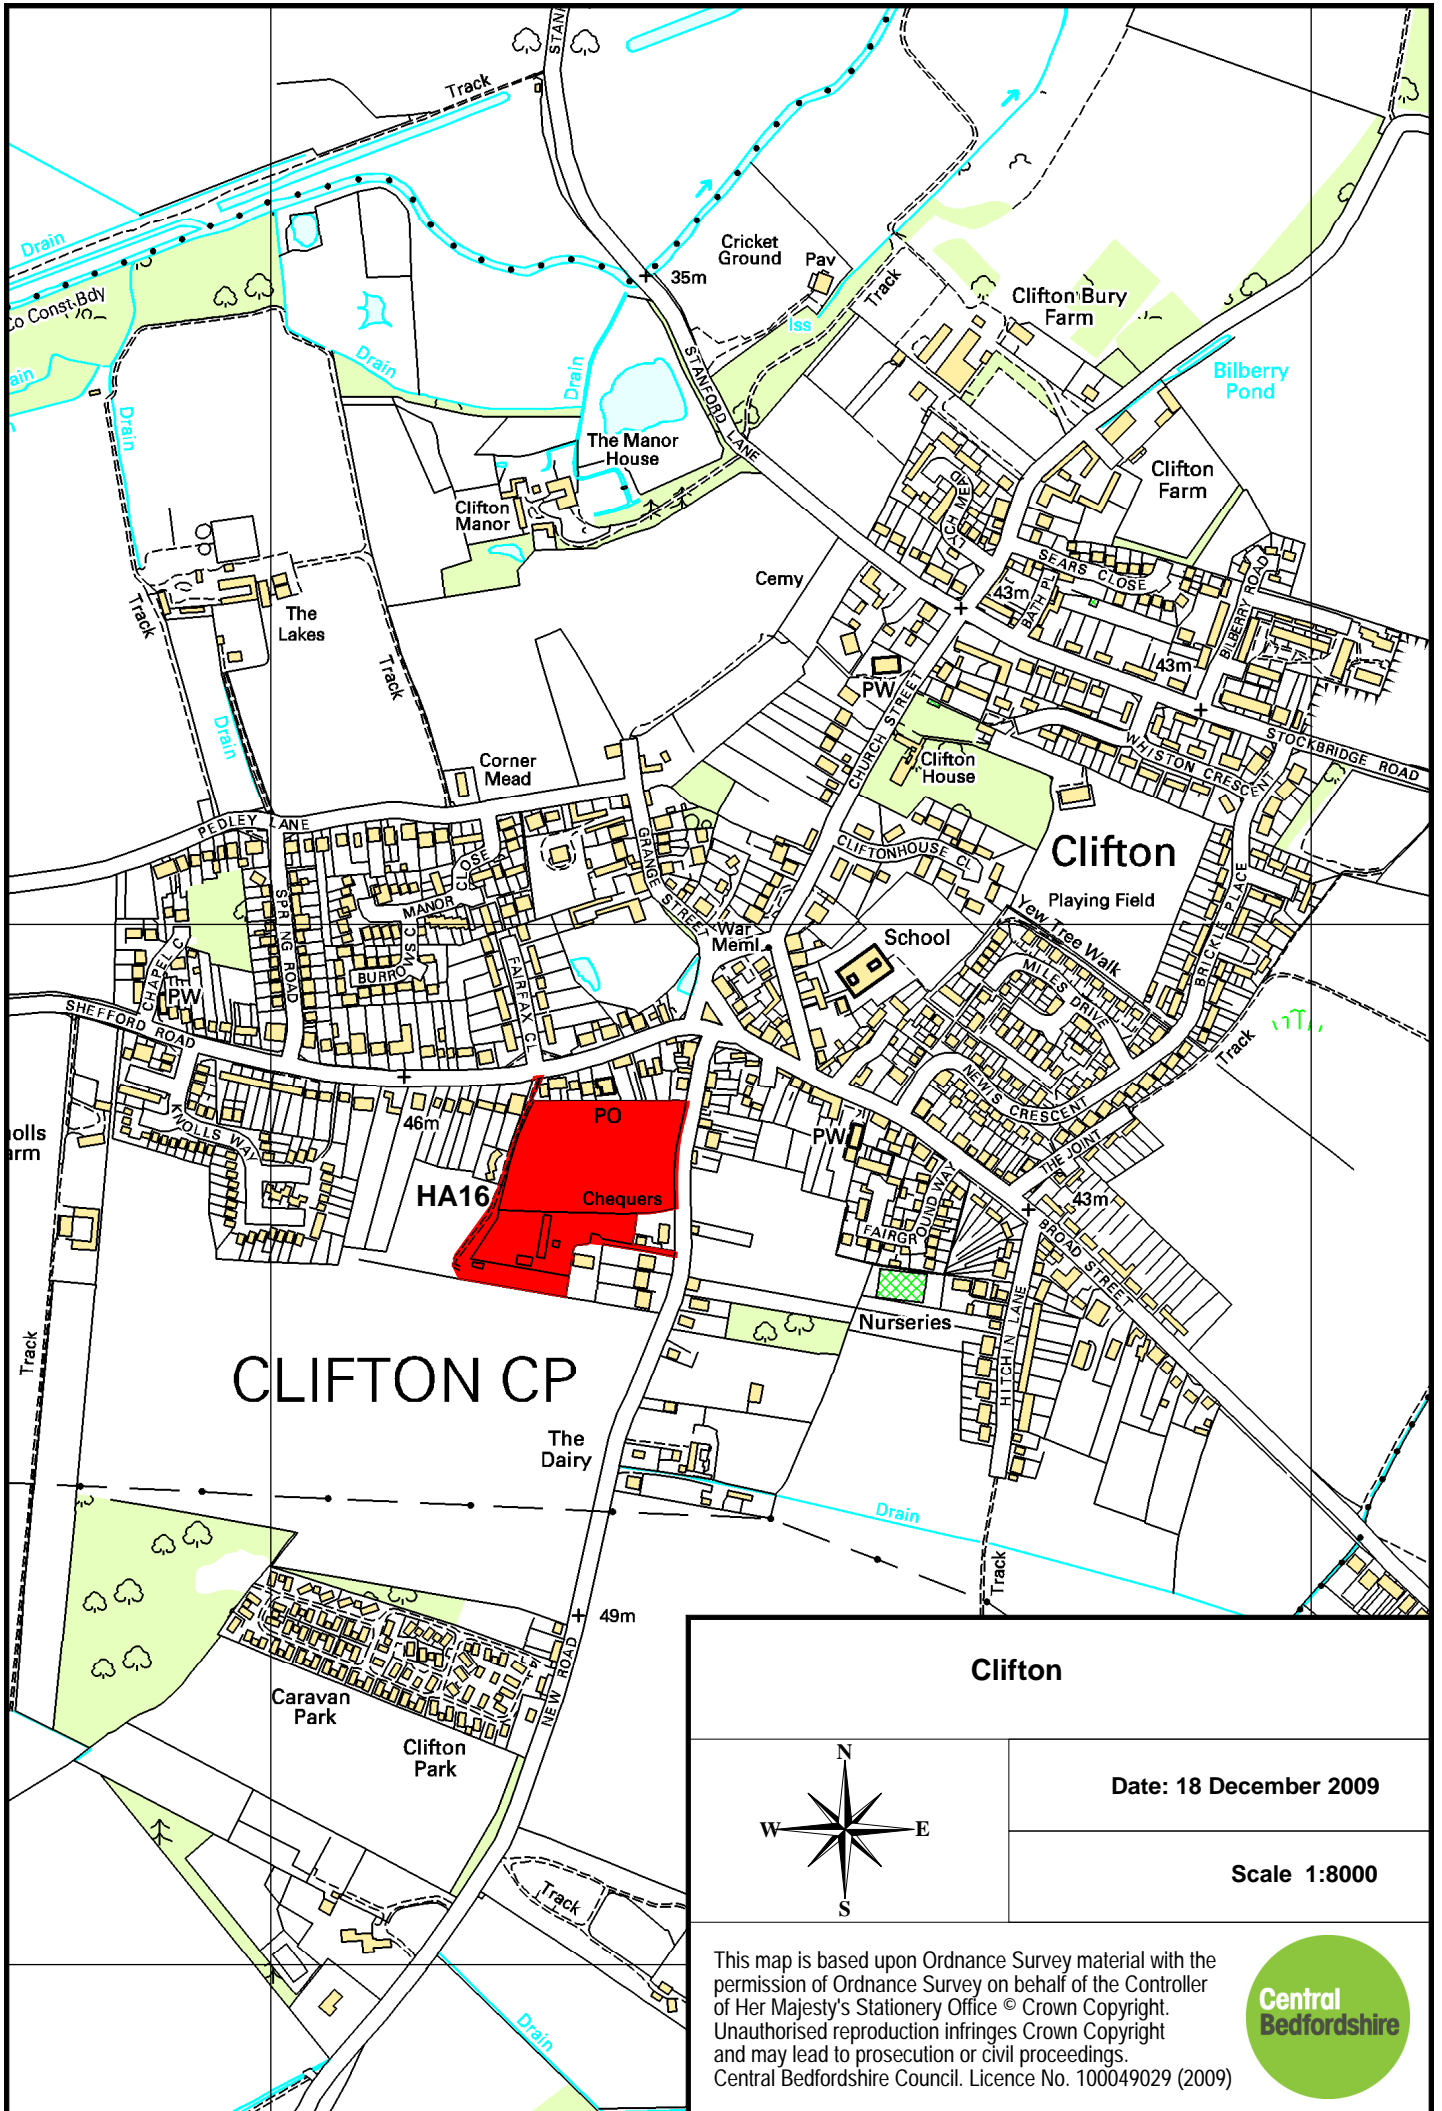 STAN
Track
Drain
Co Const Bdy
ain
Drain
Drain
Drain
Cricket
Ground
Pav
35m
Iss
Track
Clifton Bury
Farm
Bilberry
Pond
STANFORD LANE
The Manor
House
Clifton
Manor
Clifton
Farm
LYCH MEAD
SEARS CLOSE
BATH PL
43m
BILBERRY ROAD
43m
Cemy
The
Lakes
Track
Track
Drain
PW
CHURCH STREET
Clifton
House
WHISTON CRESCENT
STOCKBRIDGE ROAD
Corner
Mead
PEDLEY LANE
SPRING ROAD
MANOR CLOSE
BURROWS C
FAIRFAX C
GRANGE STREET
CLIFTONHOUSE CL
Clifton
Playing Field
Yew Tree Walk
MILES DRIVE
BRICKLE PLACE
War
Meml
School
CHAPEL C
PW
SHEFFORD ROAD
46m
KNOLLS WAY
olls
arm
PO
HA16
Chequers
NEWIS CRESCENT
THE JOINT
Track
PW
FAIRGROUND WAY
43m
BROAD STREET
HITCHIN LANE
Nurseries
Track
CLIFTON CP
The
Dairy
Drain
Track
49m
NEW ROAD
Caravan
Park
Clifton
Park
Track
Drain
Clifton
N
W
E
S
Date: 18 December 2009
Scale 1:8000
This map is based upon Ordnance Survey material with the
permission of Ordnance Survey on behalf of the Controller
of Her Majesty's Stationery Office © Crown Copyright.
Unauthorised reproduction infringes Crown Copyright
and may lead to prosecution or civil proceedings.
Central Bedfordshire Council. Licence No. 100049029 (2009)
Central
Bedfordshire